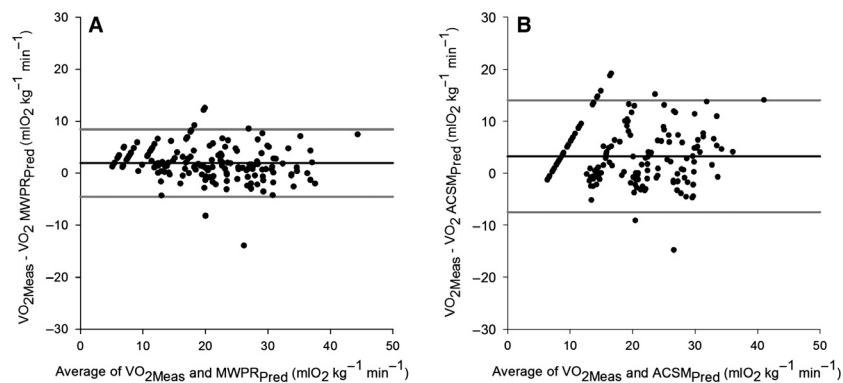 A
VO2Meas - VO2 MWPRPred (mlO2 kg−1 min−1)
30
20
10
0
–10
–20
–30
0 10 20 30 40 50
Average of VO2Meas and MWPRPred (mlO2 kg−1 min−1)
B
VO2Meas - VO2 ACSMPred (mlO2 kg−1 min−1)
30
20
10
0
–10
–20
–30
0 10 20 30 40 50
Average of VO2Meas and ACSMPred (mlO2 kg−1 min−1)